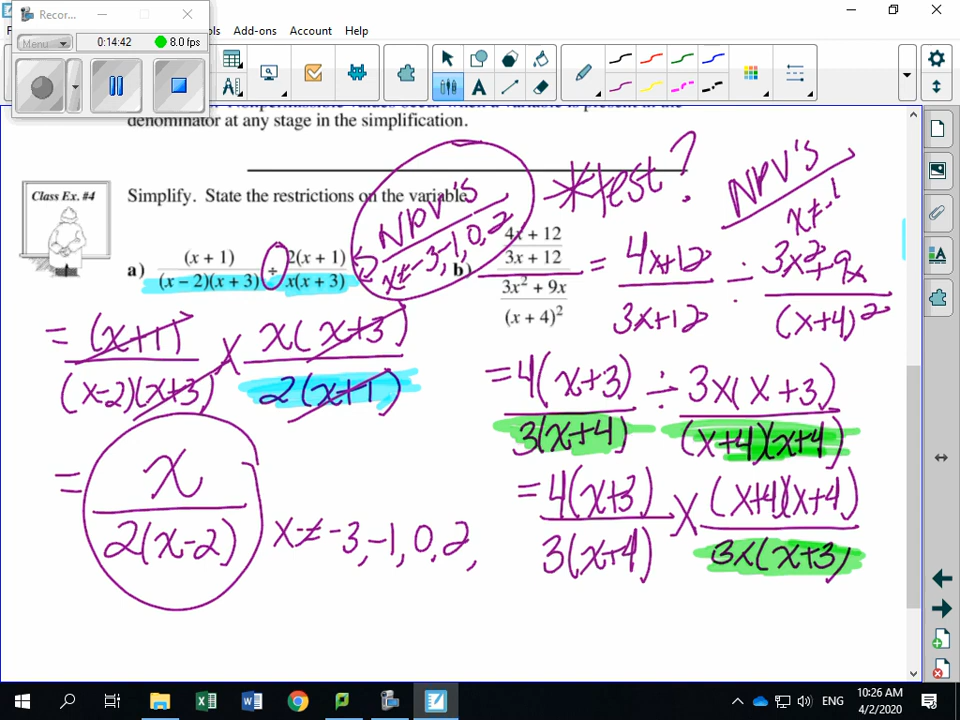 Recor...
Menu
0:14:42
8.0 fps
Add-ons Account Help
denominator at any stage in the simplification.
Class Ex. #4
Simplify. State the restrictions on the variable
NPV'S
x≠-3,-1,0,2
*test?
NPV'S
x≠-1
a) (x + 1) / (x − 2)(x + 3) ÷ 2(x + 1) / x(x + 3)
b) (4x + 12 / 3x + 12) / (3x² + 9x / (x + 4)²) = 4x+12 / 3x+12 ÷ 3x²+9x / (x+4)²
= (x+1) / (x-2)(x+3) × x(x+3) / 2(x+1)
= 4(x+3) / 3(x+4) ÷ 3x(x+3) / (x+4)(x+4)
= x / 2(x-2) x≠-3,-1,0,2,
= 4(x+3) / 3(x+4) × (x+4)(x+4) / 3x(x+3)
ENG
10:26 AM
4/2/2020